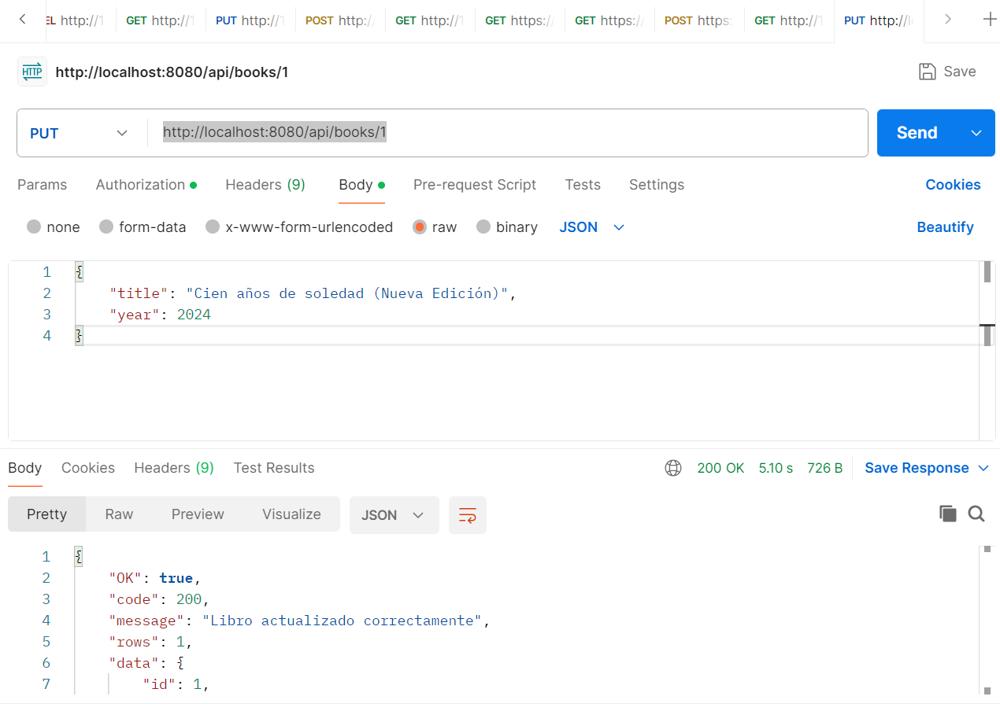 EL http://1 GET http://1 PUT http://1 POST http:/ GET http://1 GET https:/ GET https:/ POST https: GET http://1 PUT http://l
HTTP http://localhost:8080/api/books/1 Save
PUT http://localhost:8080/api/books/1 Send
Params Authorization Headers (9) Body Pre-request Script Tests Settings Cookies
none form-data x-www-form-urlencoded raw binary JSON Beautify
1 {
2 "title": "Cien años de soledad (Nueva Edición)",
3 "year": 2024
4 }
Body Cookies Headers (9) Test Results 200 OK 5.10 s 726 B Save Response
Pretty Raw Preview Visualize JSON
1 {
2 "OK": true,
3 "code": 200,
4 "message": "Libro actualizado correctamente",
5 "rows": 1,
6 "data": {
7 "id": 1,